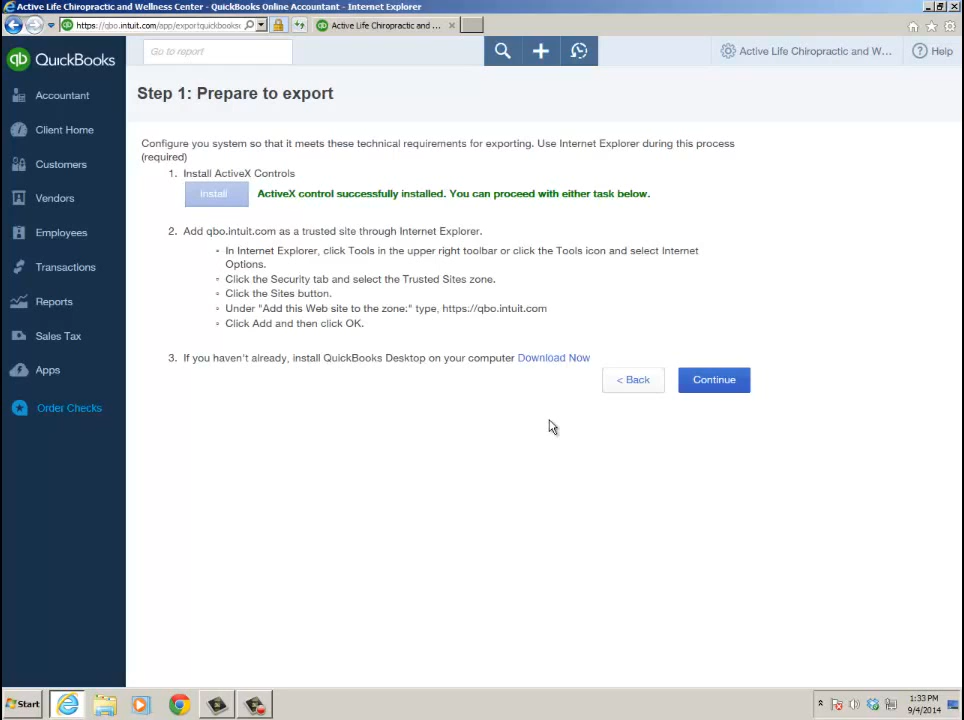 Active Life Chiropractic and Wellness Center - QuickBooks Online Accountant - Internet Explorer
https://qbo.intuit.com/app/exportquickbooks
Active Life Chiropractic and ...
QuickBooks
Go to report
Active Life Chiropractic and W...
Help
Accountant
Client Home
Customers
Vendors
Employees
Transactions
Reports
Sales Tax
Apps
Order Checks
Step 1: Prepare to export
Configure you system so that it meets these technical requirements for exporting. Use Internet Explorer during this process
(required)
1. Install ActiveX Controls
Install
ActiveX control successfully installed. You can proceed with either task below.
2. Add qbo.intuit.com as a trusted site through Internet Explorer.
In Internet Explorer, click Tools in the upper right toolbar or click the Tools icon and select Internet
Options.
Click the Security tab and select the Trusted Sites zone.
Click the Sites button.
Under "Add this Web site to the zone:" type, https://qbo.intuit.com
Click Add and then click OK.
3. If you haven't already, install QuickBooks Desktop on your computer Download Now
< Back
Continue
Start
1:33 PM
9/4/2014